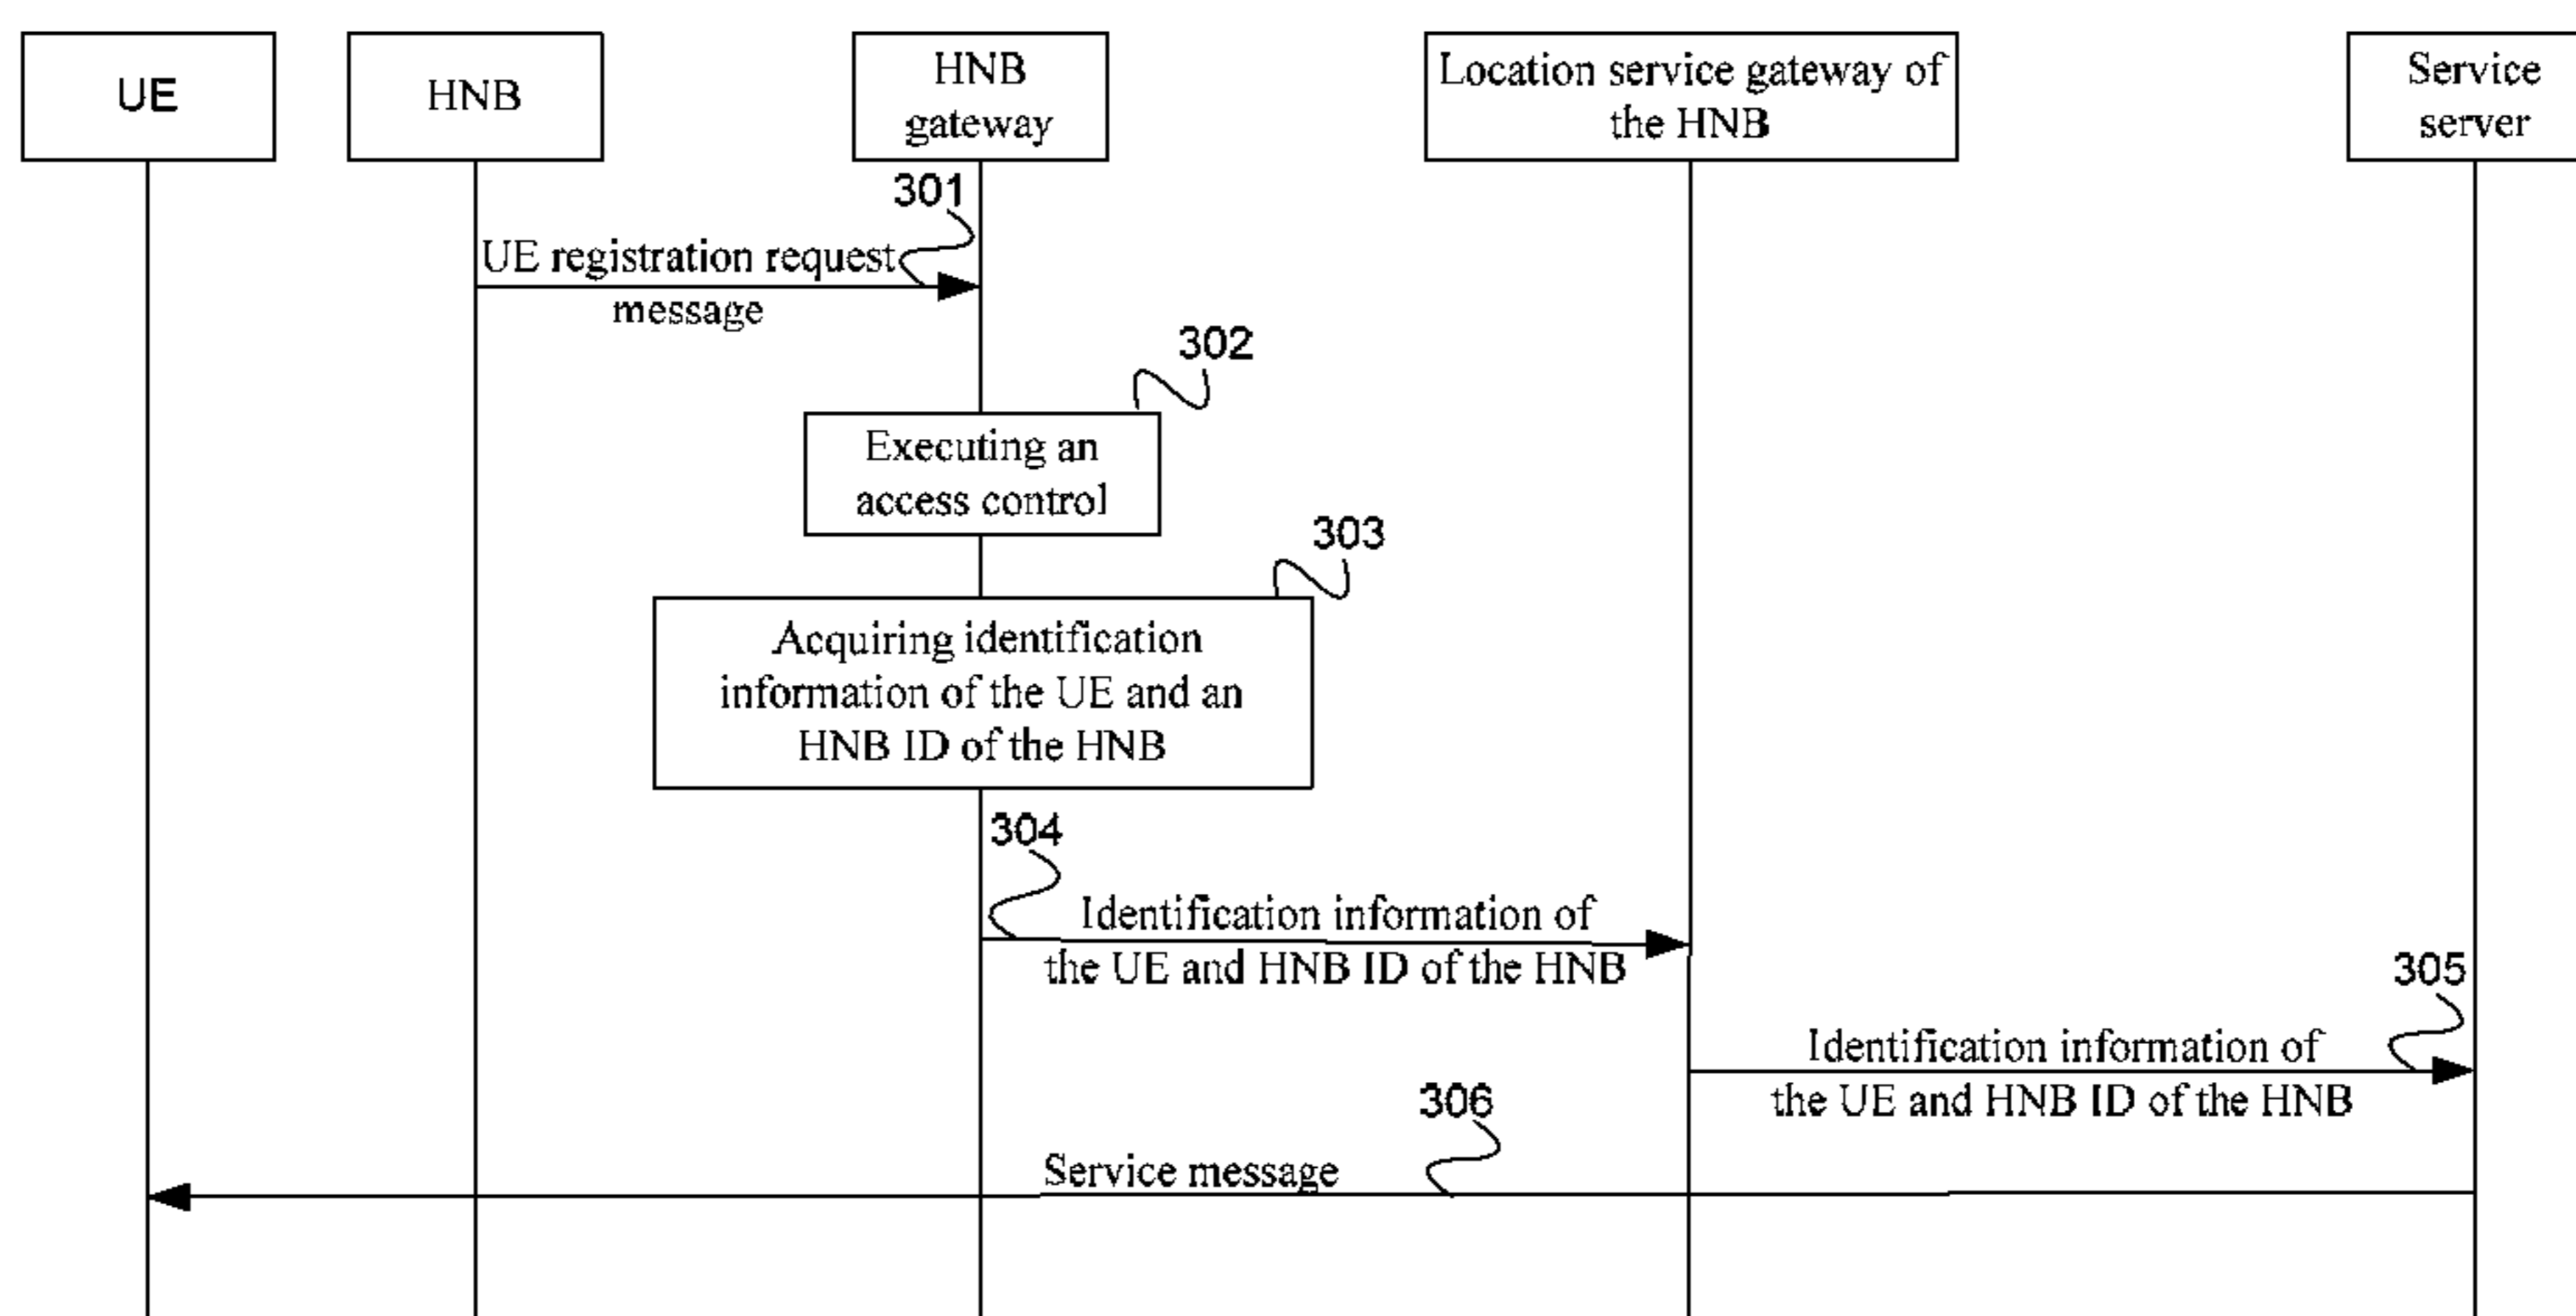 UE
HNB
HNB
gateway
Location service gateway of
the HNB
Service
server
301
UE registration request
message
302
Executing an
access control
303
Acquiring identification
information of the UE and an
HNB ID of the HNB
304
Identification information of
the UE and HNB ID of the HNB
305
Identification information of
the UE and HNB ID of the HNB
306
Service message